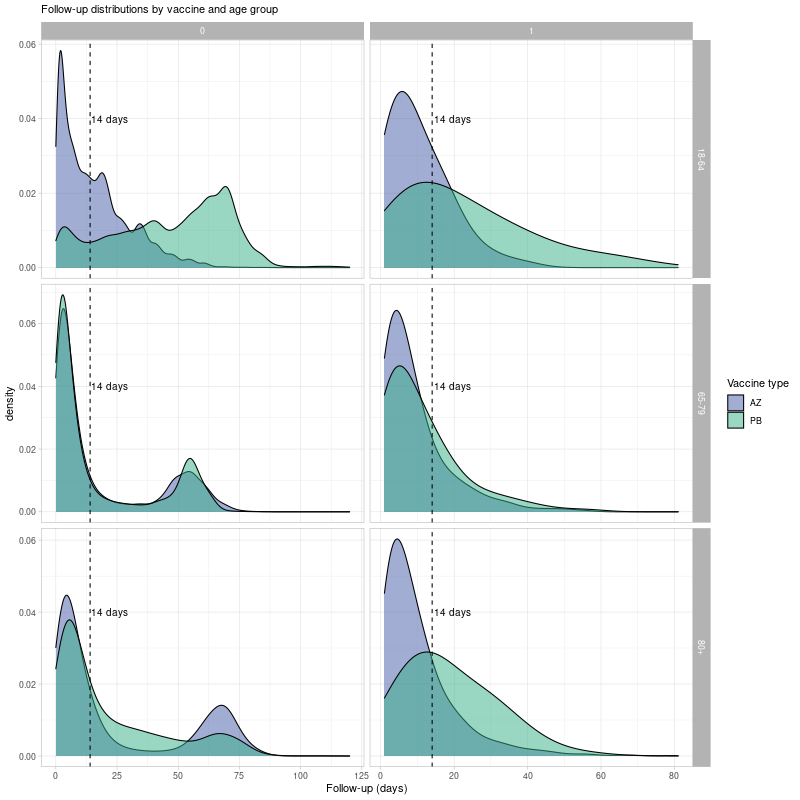 Follow-up distributions by vaccine and age group
0
1
0.06
0.04
0.02
0.00
14 days
14 days
18-64
0.06
0.04
0.02
0.00
14 days
14 days
65-79
density
Vaccine type
AZ
PB
0.06
0.04
0.02
0.00
14 days
14 days
80+
0 25 50 75 100 125
0 20 40 60 80
Follow-up (days)